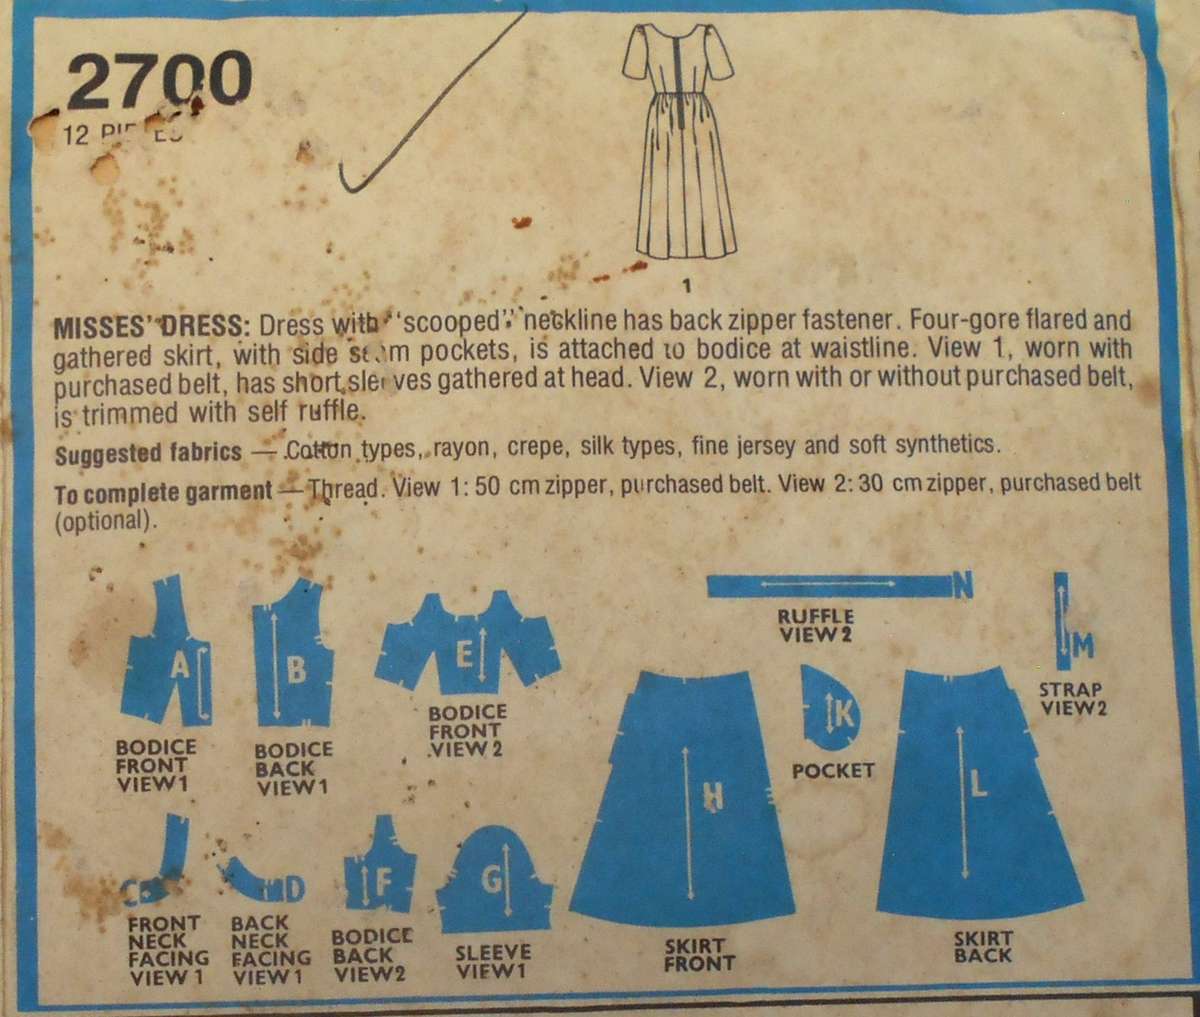 2700
12 PIECES
1
MISSES' DRESS: Dress with "scooped" neckline has back zipper fastener. Four-gore flared and
gathered skirt, with side seam pockets, is attached to bodice at waistline. View 1, worn with
purchased belt, has short sleeves gathered at head. View 2, worn with or without purchased belt,
is trimmed with self ruffle.
Suggested fabrics — Cotton types, rayon, crepe, silk types, fine jersey and soft synthetics.
To complete garment — Thread. View 1: 50 cm zipper, purchased belt. View 2: 30 cm zipper, purchased belt
(optional).
A
BODICE
FRONT
VIEW 1
B
BODICE
BACK
VIEW 1
E
BODICE
FRONT
VIEW 2
N
RUFFLE
VIEW 2
M
STRAP
VIEW 2
K
POCKET
H
SKIRT
FRONT
L
SKIRT
BACK
C
FRONT
NECK
FACING
VIEW 1
D
BACK
NECK
FACING
VIEW 1
F
BODICE
BACK
VIEW 2
G
SLEEVE
VIEW 1